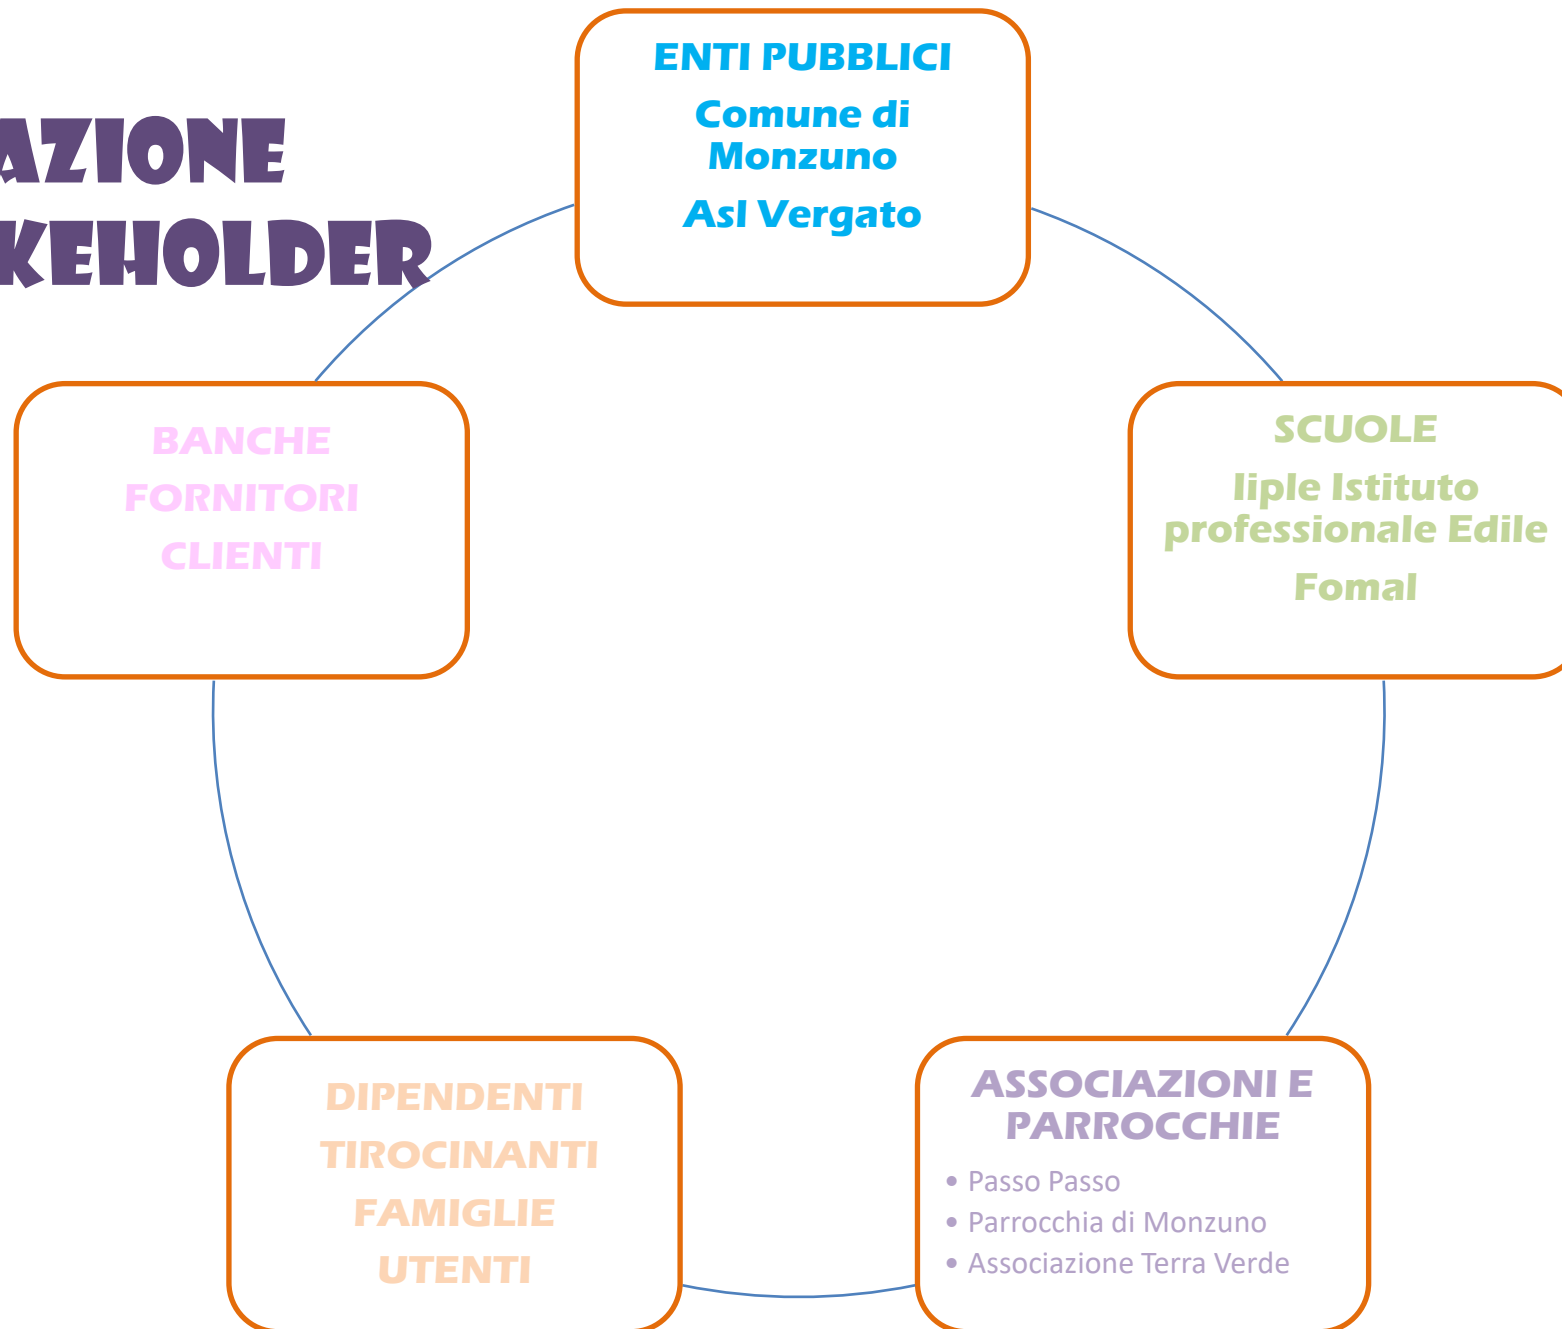 AZIONE
KEHOLDER
ENTI PUBBLICI
Comune di
Monzuno
Asl Vergato
BANCHE
FORNITORI
CLIENTI
SCUOLE
Iiple Istituto
professionale Edile
Fomal
DIPENDENTI
TIROCINANTI
FAMIGLIE
UTENTI
ASSOCIAZIONI E
PARROCCHIE
• Passo Passo
• Parrocchia di Monzuno
• Associazione Terra Verde